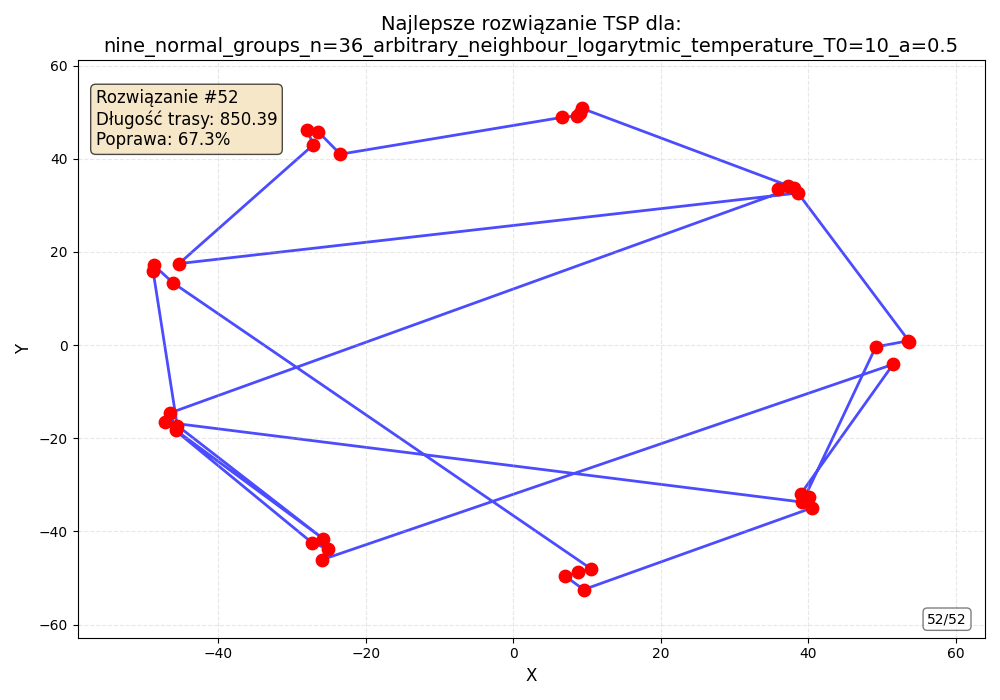 Najlepsze rozwiązanie TSP dla:
nine_normal_groups_n=36_arbitrary_neighbour_logarytmic_temperature_T0=10_a=0.5
Rozwiązanie #52
Długość trasy: 850.39
Poprawa: 67.3%
60
40
20
0
−20
−40
−60
Y
52/52
−40
−20
0
20
40
60
X